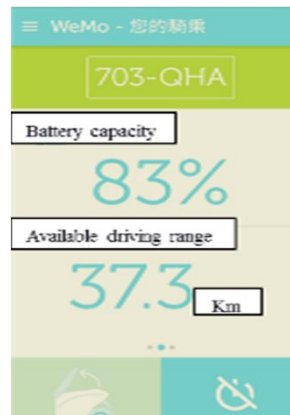 WeMo - 您的騎乘
703-QHA
Battery capacity
83%
Available driving range
37.3 Km